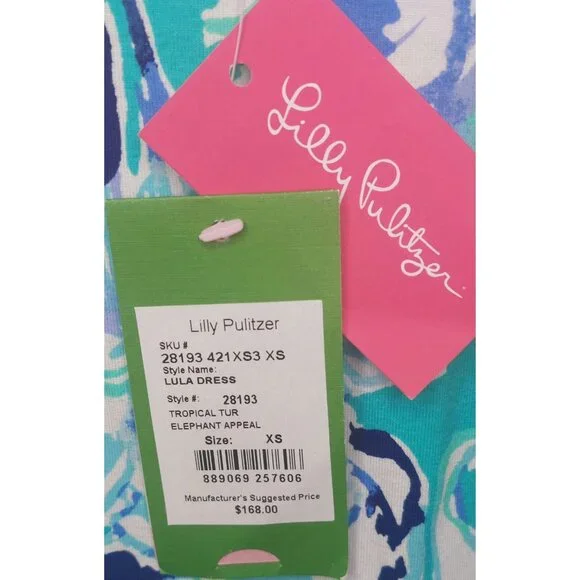 Lilly Pulitzer
Lilly Pulitzer
SKU #
28193 421XS3 XS
Style Name:
LULA DRESS
Style #: 28193
TROPICAL TUR
ELEPHANT APPEAL
Size: XS
889069 257606
Manufacturer's Suggested Price
$168.00